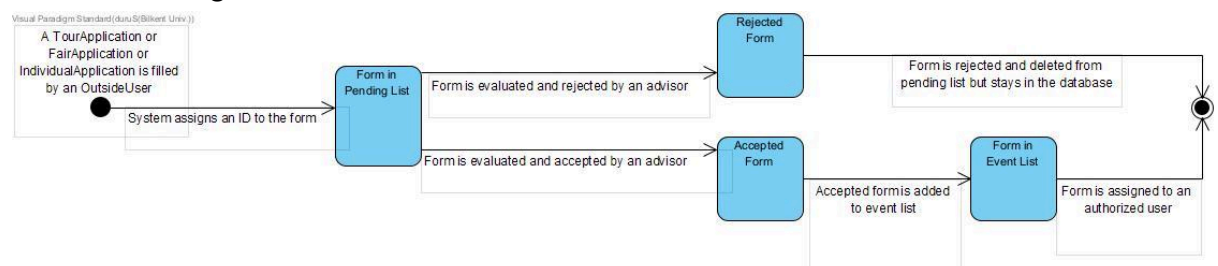 Visual Paradigm Standard(duruS(Bilkent Univ.))
A TourApplication or
FairApplication or
IndividualApplication is filled
by an OutsideUser
System assigns an ID to the form
Form in
Pending List
Form is evaluated and rejected by an advisor
Form is evaluated and accepted by an advisor
Rejected
Form
Form is rejected and deleted from
pending list but stays in the database
Accepted
Form
Accepted form is added
to event list
Form in
Event List
Form is assigned to an
authorized user